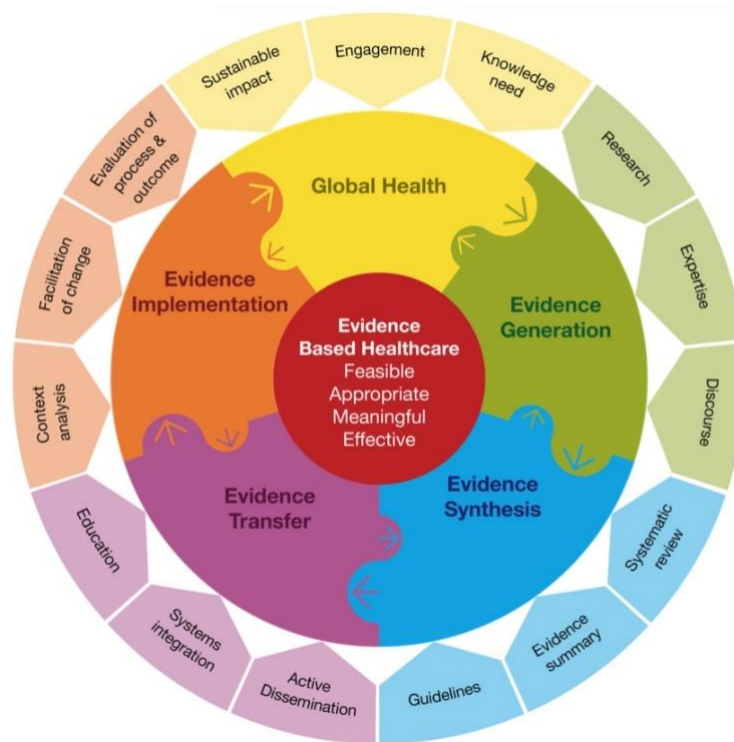 Engagement
Knowledge
need
Research
Expertise
Discourse
Systematic
review
Evidence
summary
Guidelines
Active
Dissemination
Systems
integration
Education
Context
analysis
Facilitation
of change
Evaluation of
process &
outcome
Sustainable
impact
Global Health
Evidence
Generation
Evidence
Synthesis
Evidence
Transfer
Evidence
Implementation
Evidence
Based Healthcare
Feasible
Appropriate
Meaningful
Effective